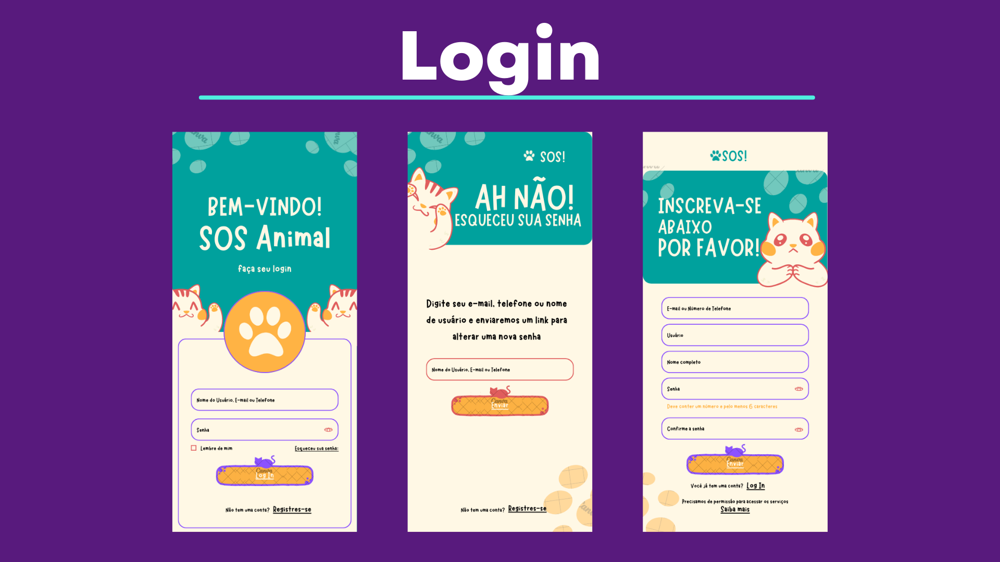 Login
BEM-VINDO!
SOS Animal
faça seu login
Nome do Usuário, E-mail ou Telefone
Senha
Lembre de mim
Esqueceu sua senha:
Canva
Log In
Não tem uma conta? Registres-se
SOS!
AH NÃO!
ESQUECEU SUA SENHA
Digite seu e-mail, telefone ou nome
de usuário e enviaremos um link para
alterar uma nova senha
Nome do Usuário, E-mail ou Telefone
Canva
Enviar
Não tem uma conta? Registres-se
SOS!
INSCREVA-SE
ABAIXO
POR FAVOR!
E-mail ou Número de Telefone
Usuário
Nome completo
Senha
Deve conter um número e pelo menos 6 caracteres
Confirme a senha
Canva
Enviar
Você já tem uma conta? Log In
Precisamos de permissão para acessar os serviços
Saiba mais